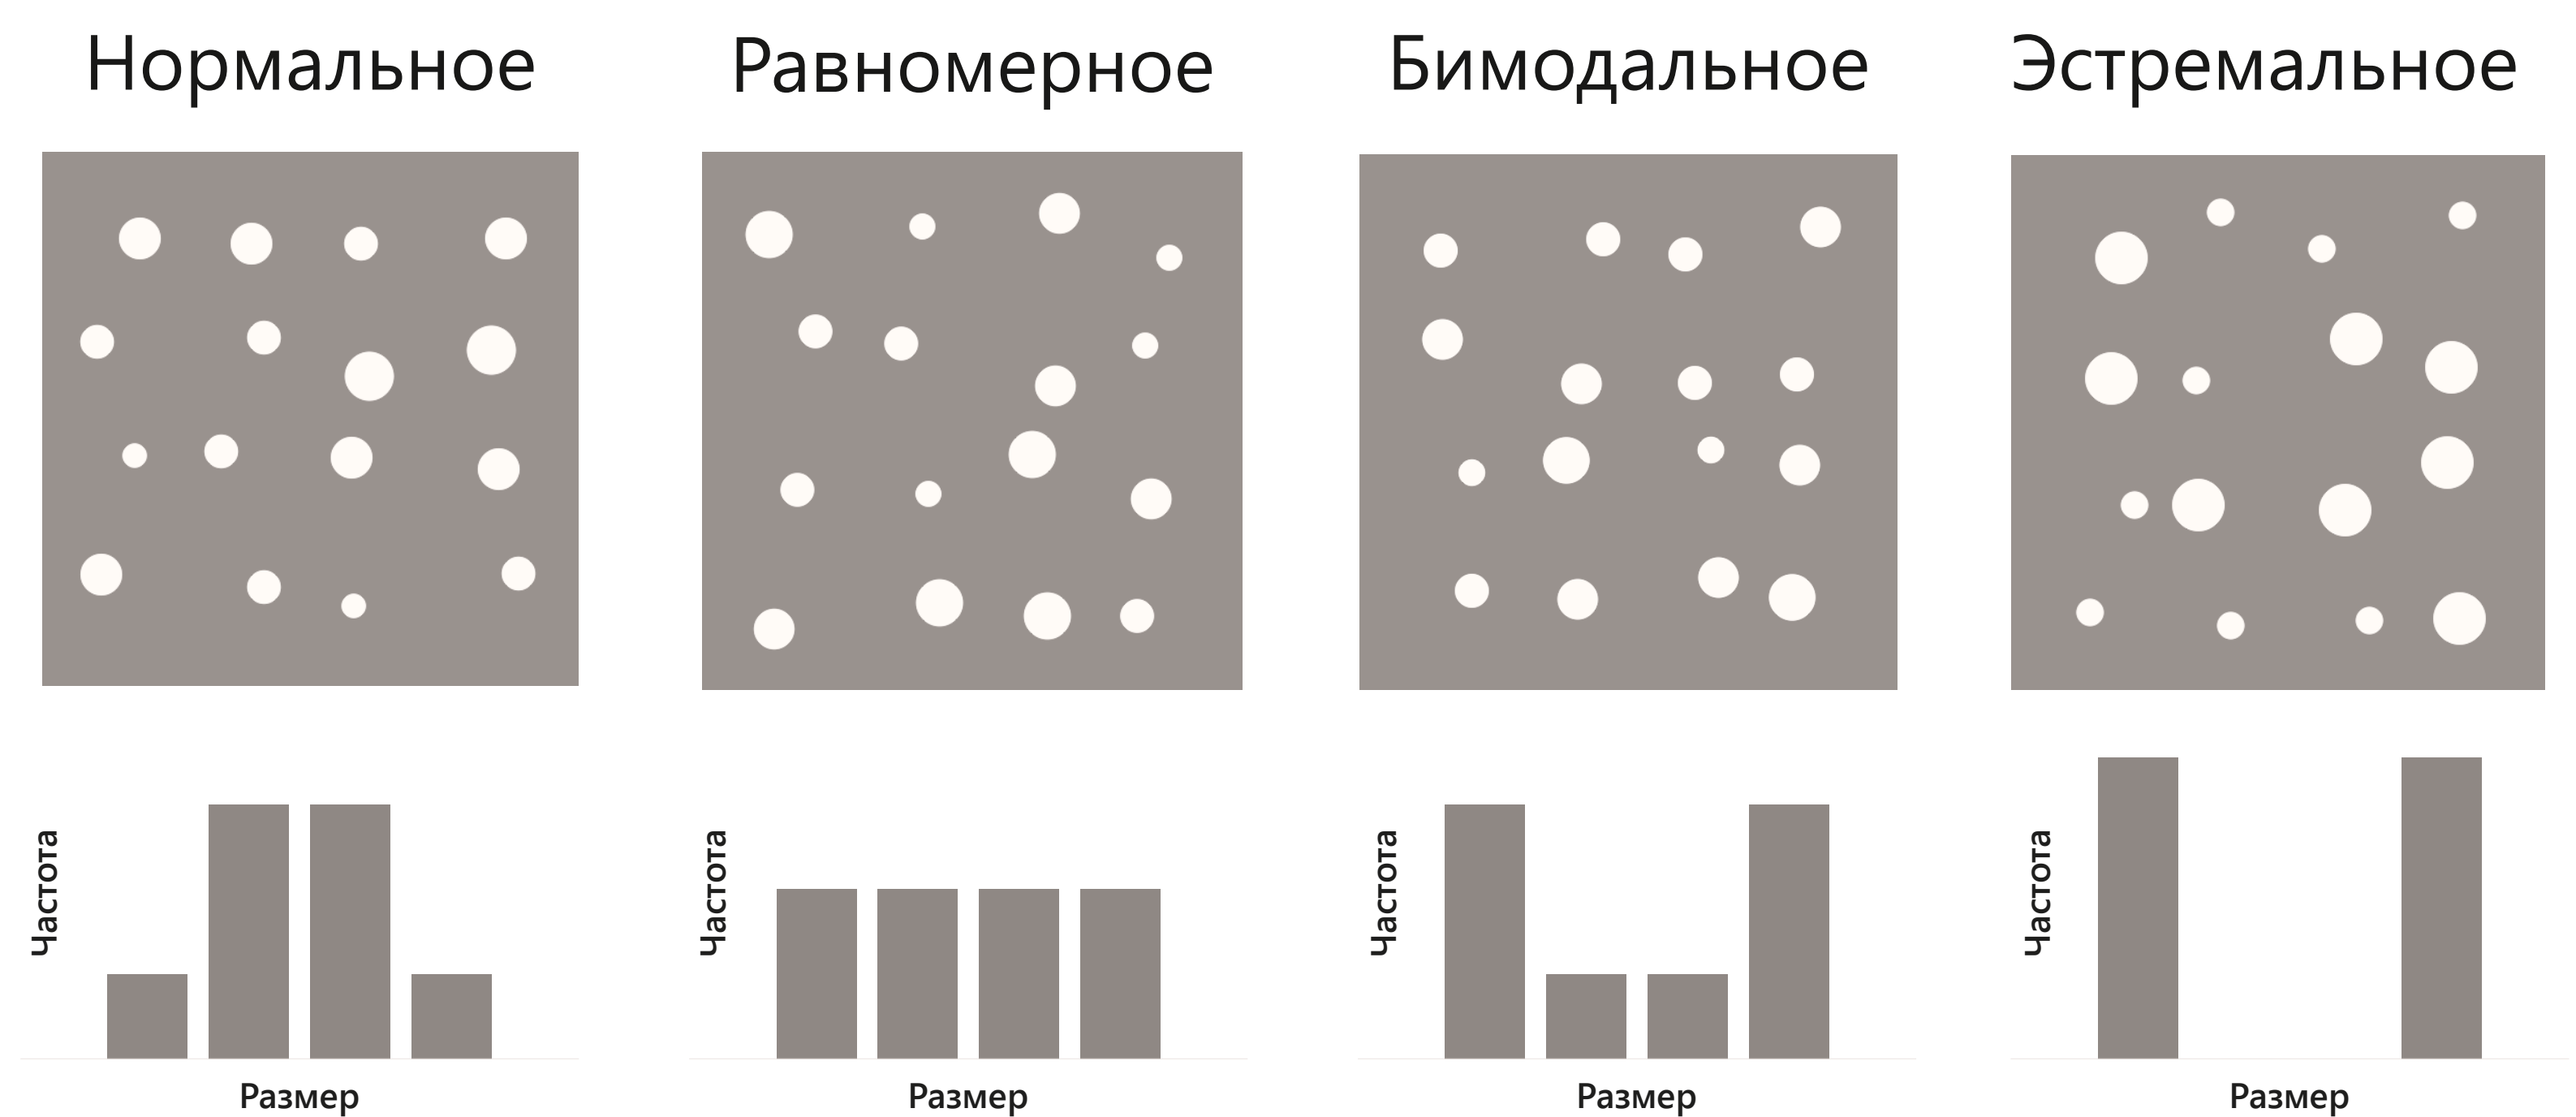 Нормальное
Равномерное
Бимодальное
Эстремальное
Частота
Частота
Частота
Частота
Размер
Размер
Размер
Размер